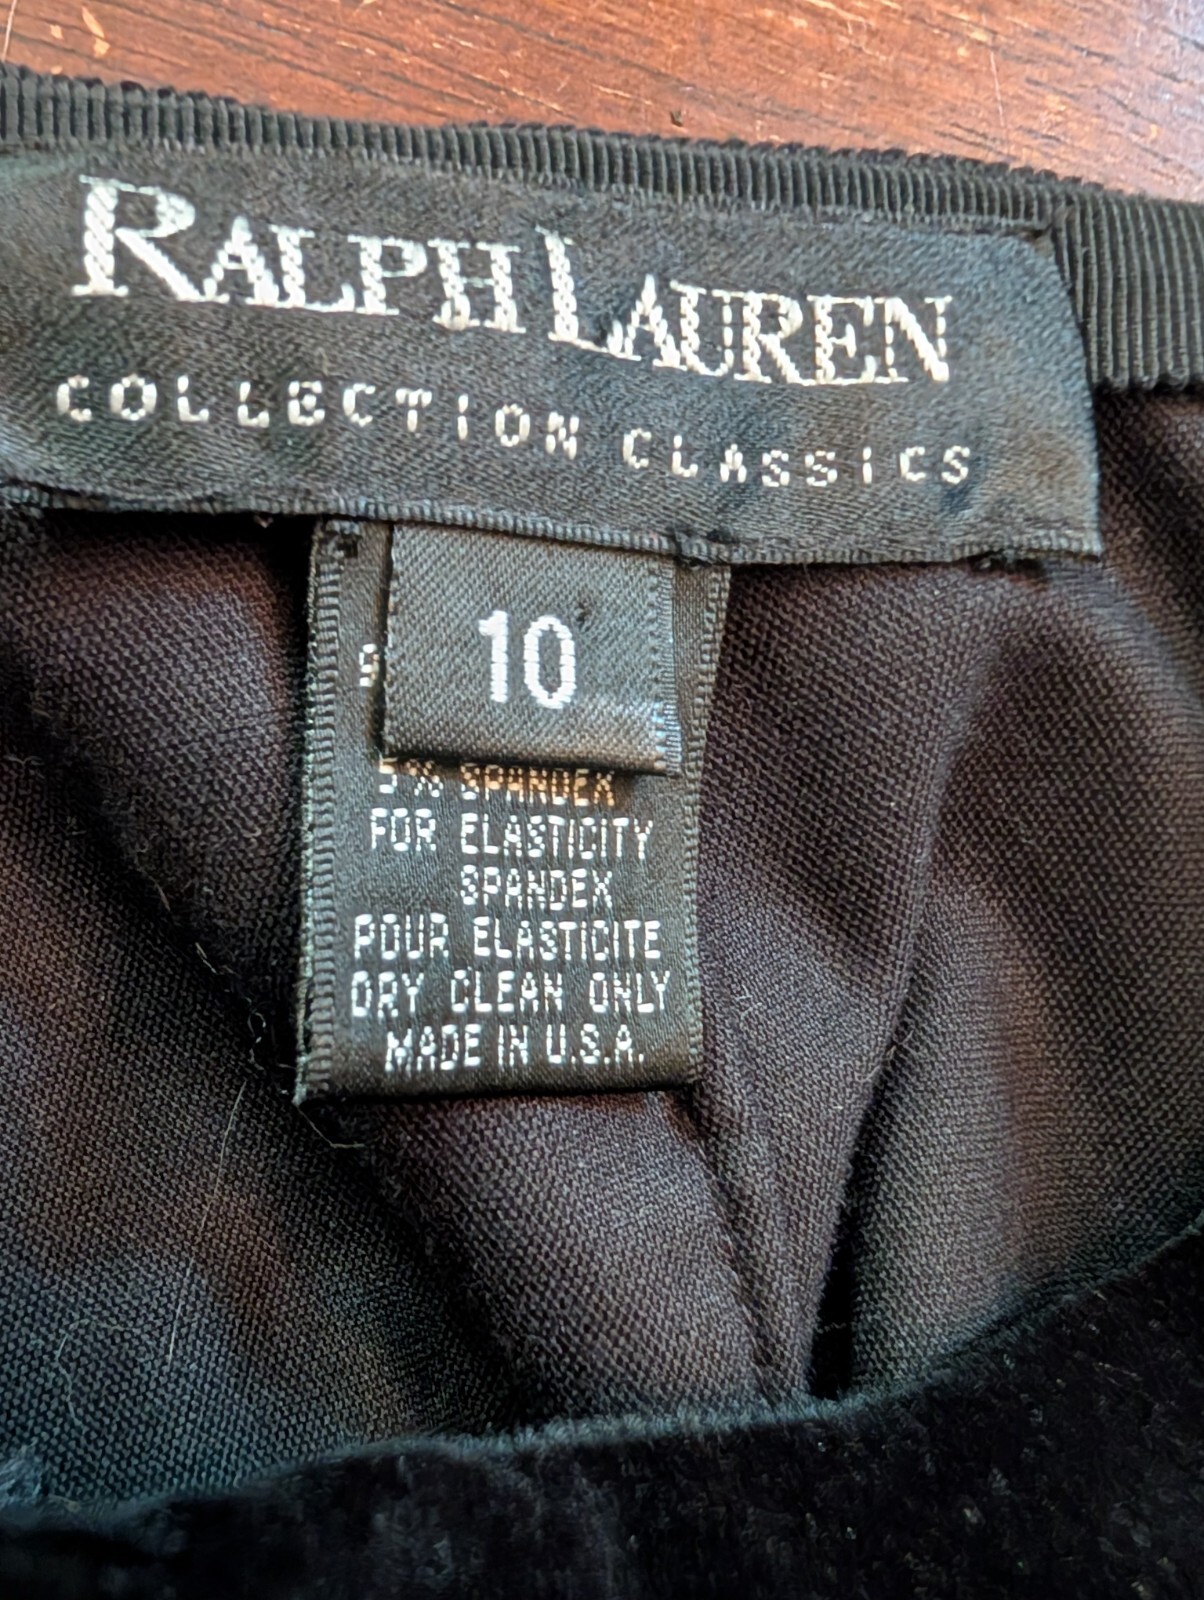 RALPH LAUREN
COLLECTION CLASSICS
10
5% SPANDEX
FOR ELASTICITY
SPANDEX
POUR ELASTICITE
DRY CLEAN ONLY
MADE IN U.S.A.